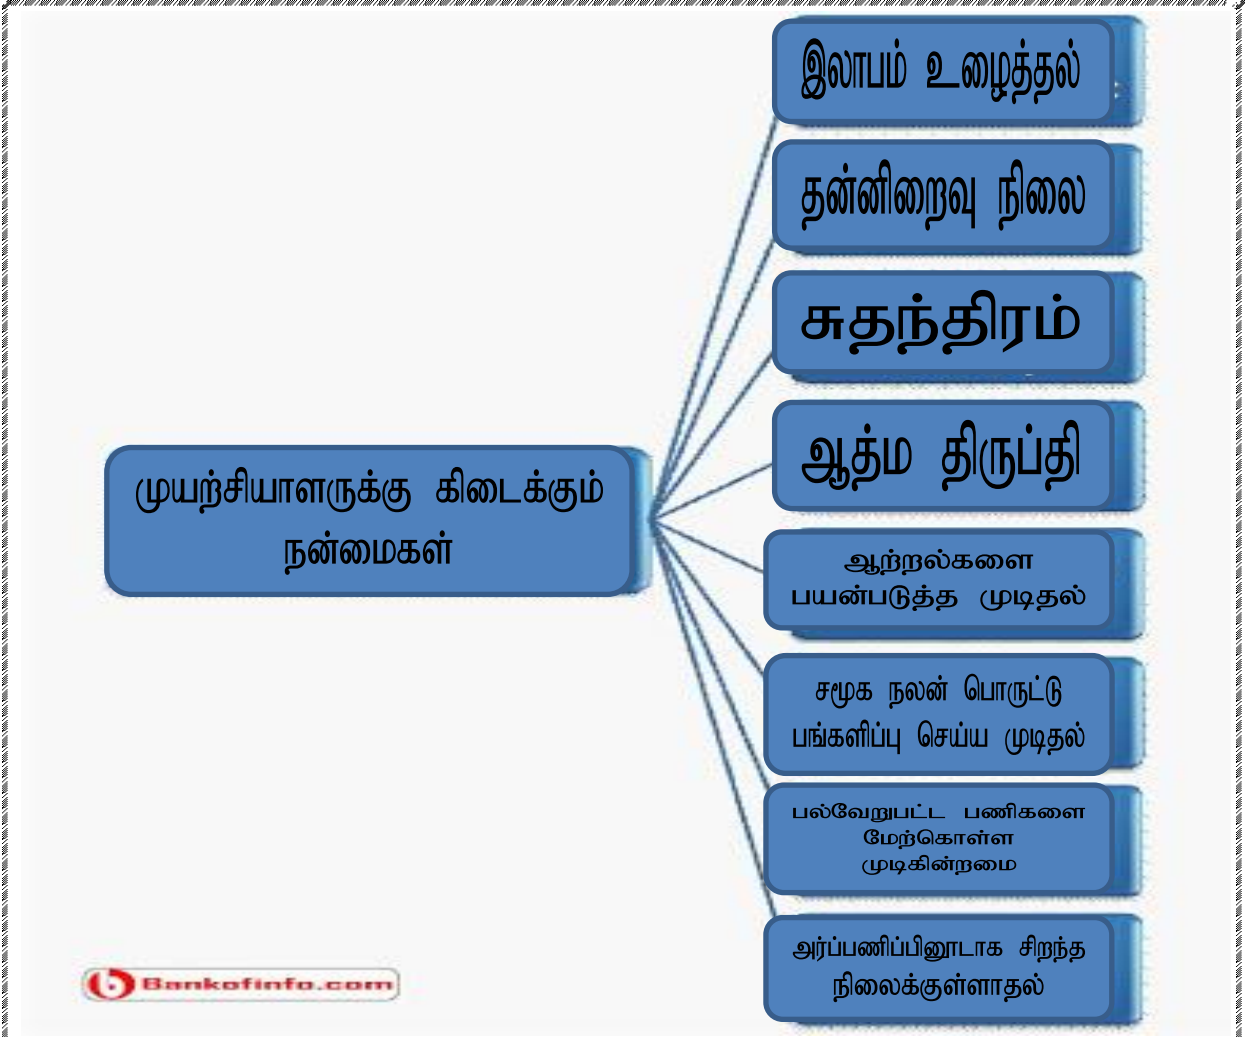 இலாபம் உழைத்தல்
தன்னிறைவு நிலை
சுதந்திரம்
ஆத்ம திருப்தி
முயற்சியாளருக்கு கிடைக்கும்
நன்மைகள்
ஆற்றல்களை
பயன்படுத்த முடிதல்
சமூக நலன் பொருட்டு
பங்களிப்பு செய்ய முடிதல்
பல்வேறுபட்ட பணிகளை
மேற்கொள்ள
முடிகின்றமை
அர்ப்பணிப்பினூடாக சிறந்த
நிலைக்குள்ளாதல்
Bankofinfo.com